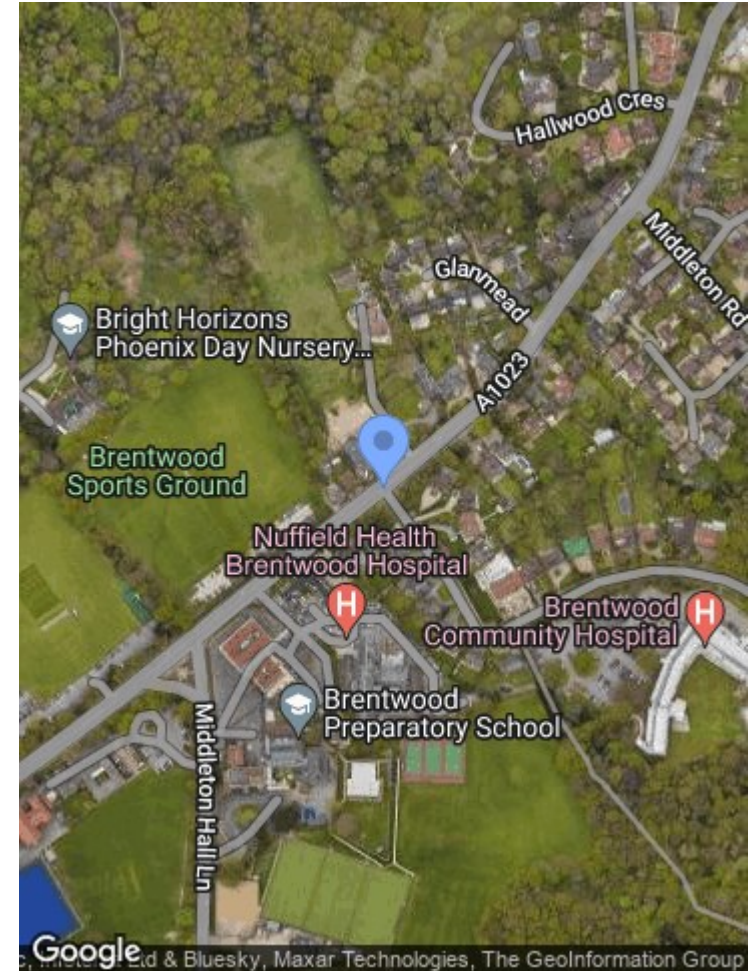 Hallwood Cres
Middleton Rd
Glanmead
Bright Horizons
Phoenix Day Nursery...
A1023
Brentwood
Sports Ground
Nuffield Health
Brentwood Hospital
H
Brentwood
Community Hospital
H
Brentwood
Preparatory School
Middleton Hall Ln
Google
Ltd & Bluesky, Maxar Technologies, The GeoInformation Group